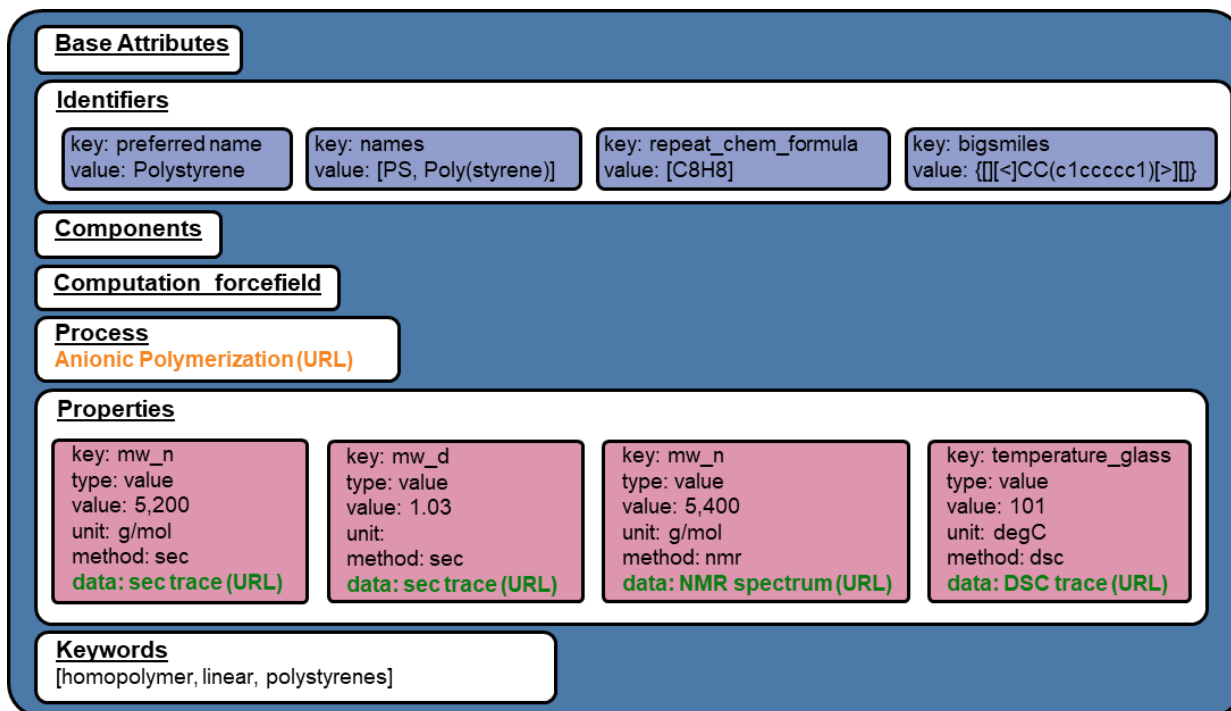 Base Attributes
Identifiers
key: preferred name
value: Polystyrene
key: names
value: [PS, Poly(styrene)]
key: repeat_chem_formula
value: [C8H8]
key: bigsmiles
value: {[][<]CC(c1ccccc1)[>][]}
Components
Computation_forcefield
Process
Anionic Polymerization (URL)
Properties
key: mw_n
type: value
value: 5,200
unit: g/mol
method: sec
data: sec trace (URL)
key: mw_d
type: value
value: 1.03
unit:
method: sec
data: sec trace (URL)
key: mw_n
type: value
value: 5,400
unit: g/mol
method: nmr
data: NMR spectrum (URL)
key: temperature_glass
type: value
value: 101
unit: degC
method: dsc
data: DSC trace (URL)
Keywords
[homopolymer, linear, polystyrenes]